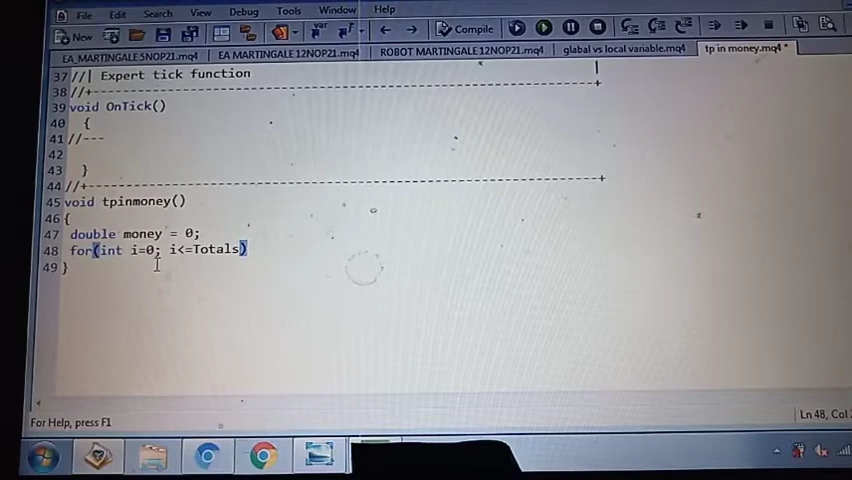 File Edit Search View Debug Tools Window Help
New Compile
EA_MARTINGALE 5NOP21.mq4 EA MARTINGALE 12NOP21.mq4 ROBOT MARTINGALE 12NOP21.mq4 glabal vs local variable.mq4 tp in money.mq4 *
37 //| Expert tick function |
38 //+------------------------------------------------------------------+
39 void OnTick()
40 {
41 //---
42
43 }
44 //+------------------------------------------------------------------+
45 void tpinmoney()
46 {
47 double money = 0;
48 for(int i=0; i<=Totals)
49 }
For Help, press F1
Ln 48, Col